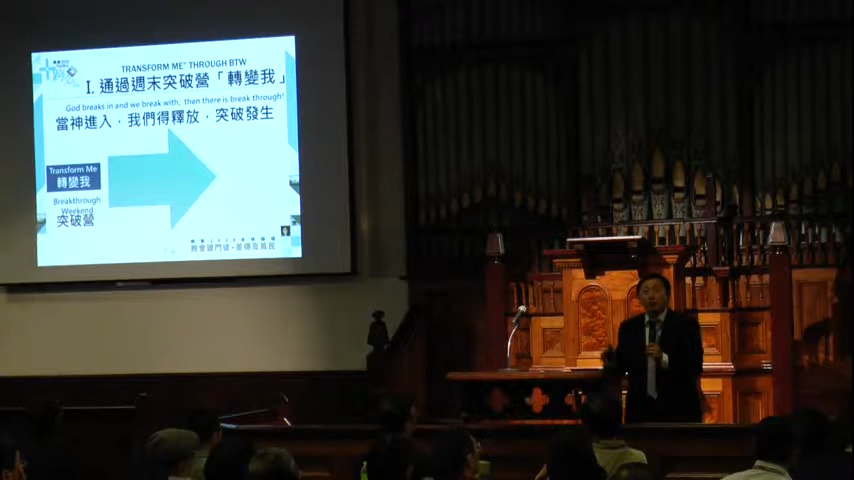 TRANSFORM ME" THROUGH BTW
I. 通過週末突破營「轉變我」
God breaks in and we break with, then there is break through!
當神進入，我們得釋放，突破發生
Transform Me
轉變我
Breakthrough
Weekend
突破營